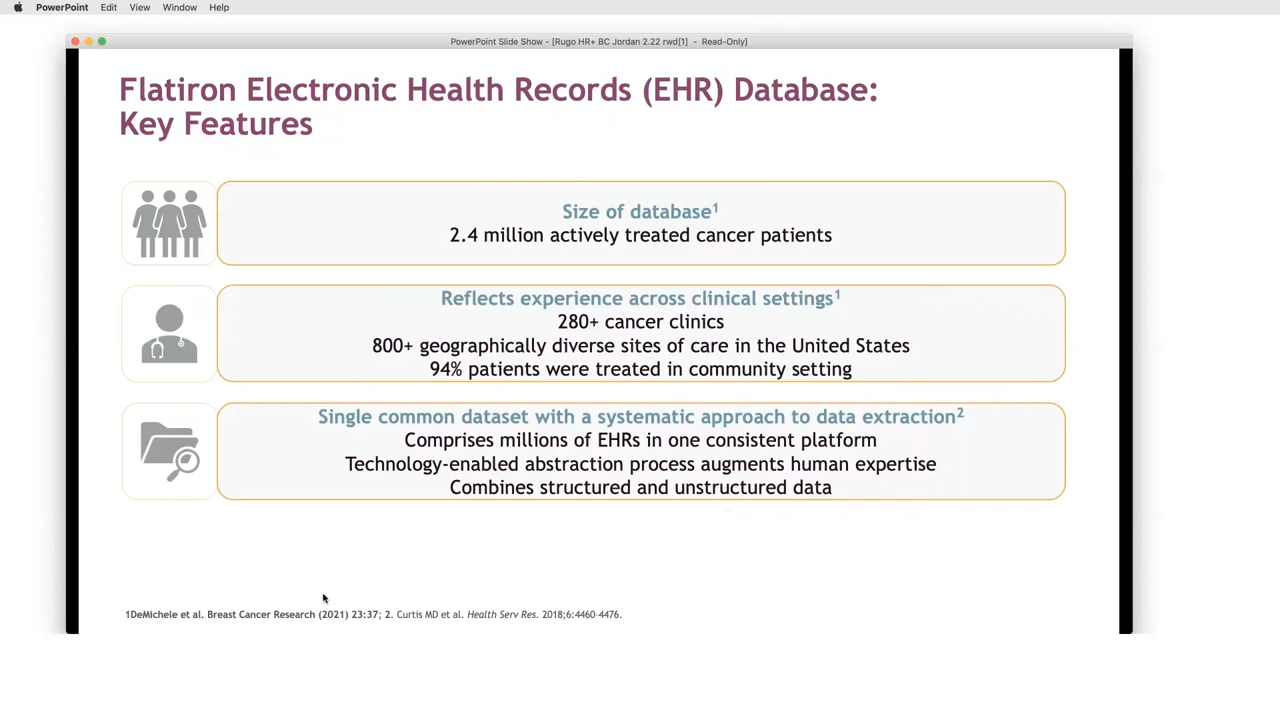 PowerPoint Edit View Window Help
PowerPoint Slide Show - [Rugo HR+ BC Jordan 2.22 rwd[1] - Read-Only]
Flatiron Electronic Health Records (EHR) Database:
Key Features
Size of database¹
2.4 million actively treated cancer patients
Reflects experience across clinical settings¹
280+ cancer clinics
800+ geographically diverse sites of care in the United States
94% patients were treated in community setting
Single common dataset with a systematic approach to data extraction²
Comprises millions of EHRs in one consistent platform
Technology-enabled abstraction process augments human expertise
Combines structured and unstructured data
1DeMichele et al. Breast Cancer Research (2021) 23:37; 2. Curtis MD et al. Health Serv Res. 2018;6:4460-4476.